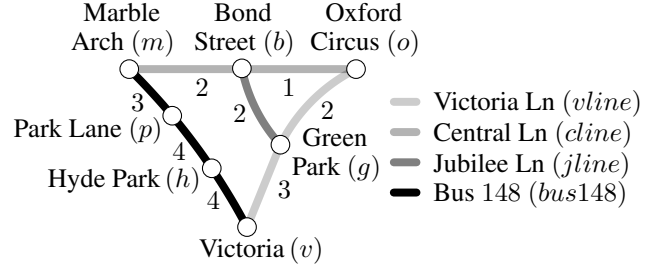 Marble
Arch (m)
Bond
Street (b)
Oxford
Circus (o)
2
1
3
2
2
Park Lane (p)
4
Green
Park (g)
Hyde Park (h)
4
3
Victoria (v)
Victoria Ln (vline)
Central Ln (cline)
Jubilee Ln (jline)
Bus 148 (bus148)